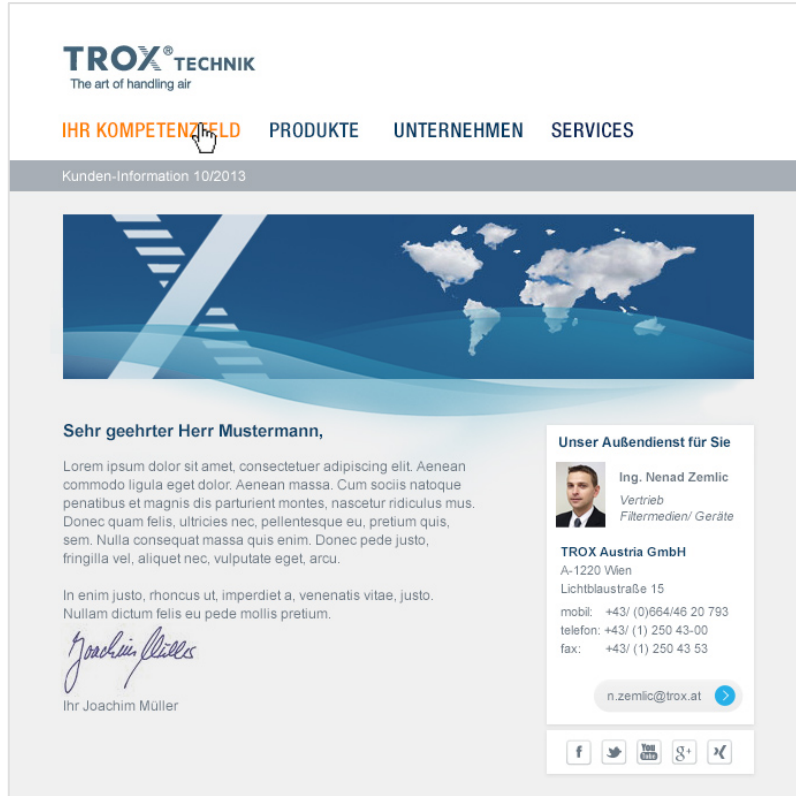 TROX® TECHNIK
The art of handling air
IHR KOMPETENZFELD PRODUKTE UNTERNEHMEN SERVICES
Kunden-Information 10/2013
Sehr geehrter Herr Mustermann,
Lorem ipsum dolor sit amet, consectetuer adipiscing elit. Aenean
commodo ligula eget dolor. Aenean massa. Cum sociis natoque
penatibus et magnis dis parturient montes, nascetur ridiculus mus.
Donec quam felis, ultricies nec, pellentesque eu, pretium quis,
sem. Nulla consequat massa quis enim. Donec pede justo,
fringilla vel, aliquet nec, vulputate eget, arcu.
In enim justo, rhoncus ut, imperdiet a, venenatis vitae, justo.
Nullam dictum felis eu pede mollis pretium.
Joachim Müller
Ihr Joachim Müller
Unser Außendienst für Sie
Ing. Nenad Zemlic
Vertrieb
Filtermedien/ Geräte
TROX Austria GmbH
A-1220 Wien
Lichtblaustraße 15
mobil: +43/ (0)664/46 20 793
telefon: +43/ (1) 250 43-00
fax: +43/ (1) 250 43 53
n.zemlic@trox.at
f You Tube g+